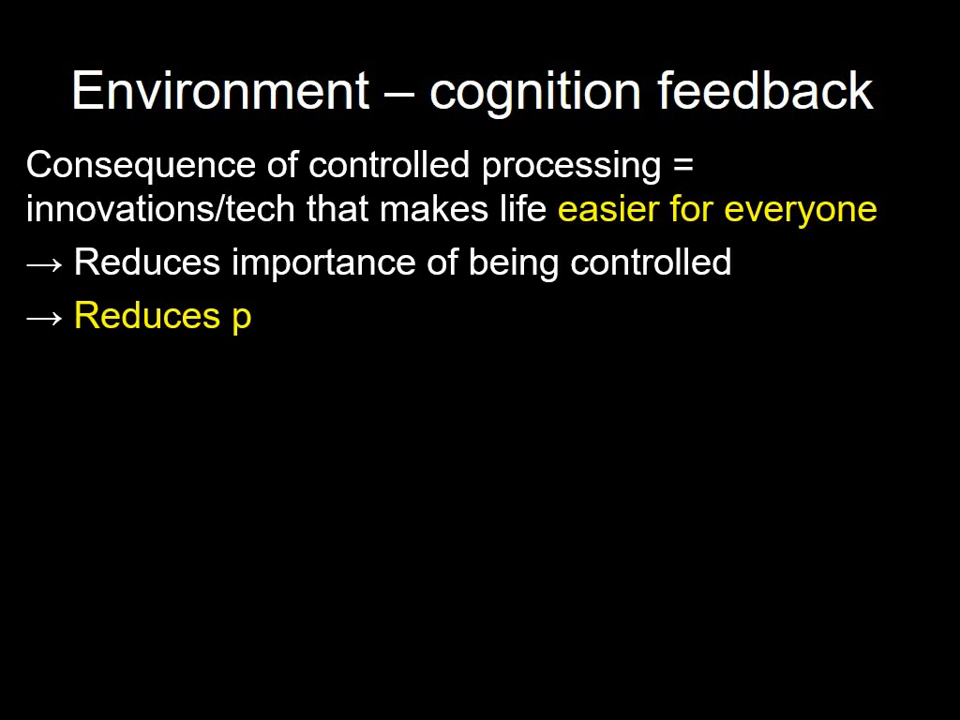 Environment – cognition feedback
Consequence of controlled processing =
innovations/tech that makes life easier for everyone
→ Reduces importance of being controlled
→ Reduces p